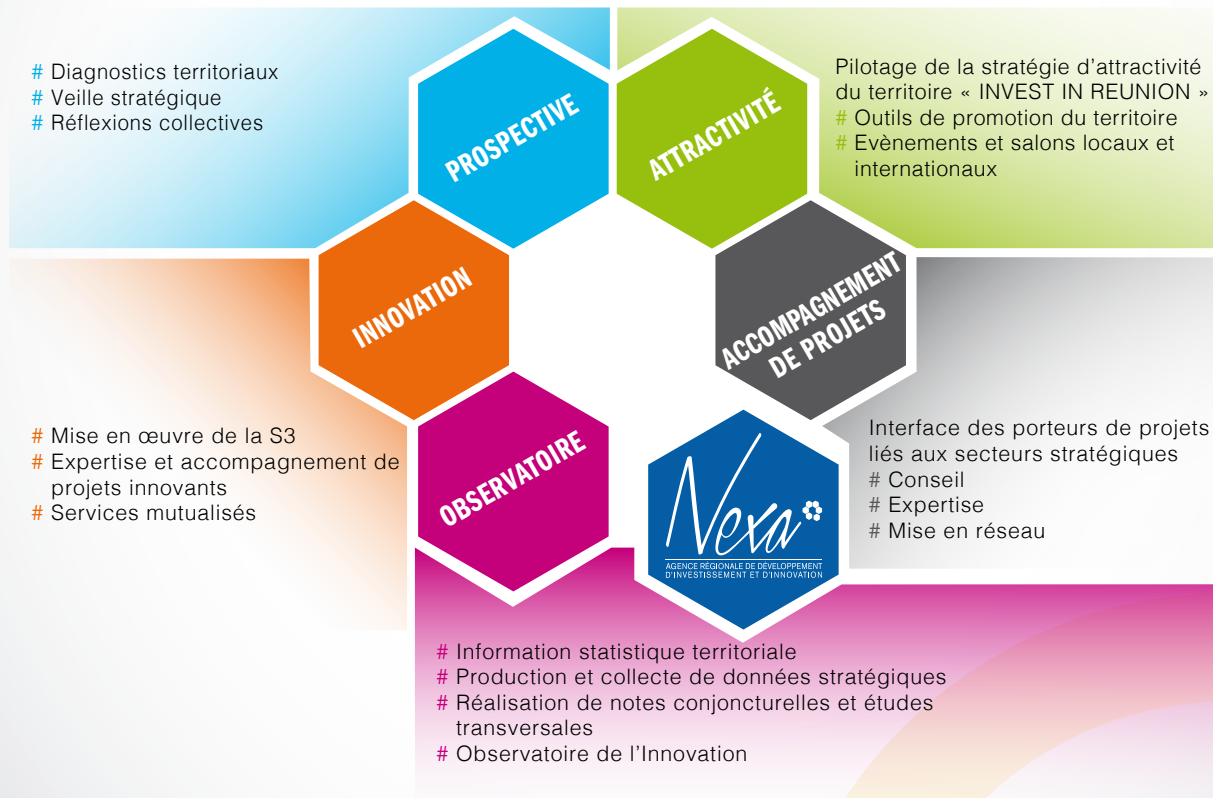 # Diagnostics territoriaux
# Veille stratégique
# Réflexions collectives
PROSPECTIVE
ATTRACTIVITÉ
Pilotage de la stratégie d'attractivité
du territoire « INVEST IN REUNION »
# Outils de promotion du territoire
# Evènements et salons locaux et
internationaux
INNOVATION
ACCOMPAGNEMENT
DE PROJETS
# Mise en œuvre de la S3
# Expertise et accompagnement de
projets innovants
# Services mutualisés
OBSERVATOIRE
Nexa
AGENCE RÉGIONALE DE DÉVELOPPEMENT
D'INVESTISSEMENT ET D'INNOVATION
Interface des porteurs de projets
liés aux secteurs stratégiques
# Conseil
# Expertise
# Mise en réseau
# Information statistique territoriale
# Production et collecte de données stratégiques
# Réalisation de notes conjoncturelles et études
transversales
# Observatoire de l'Innovation